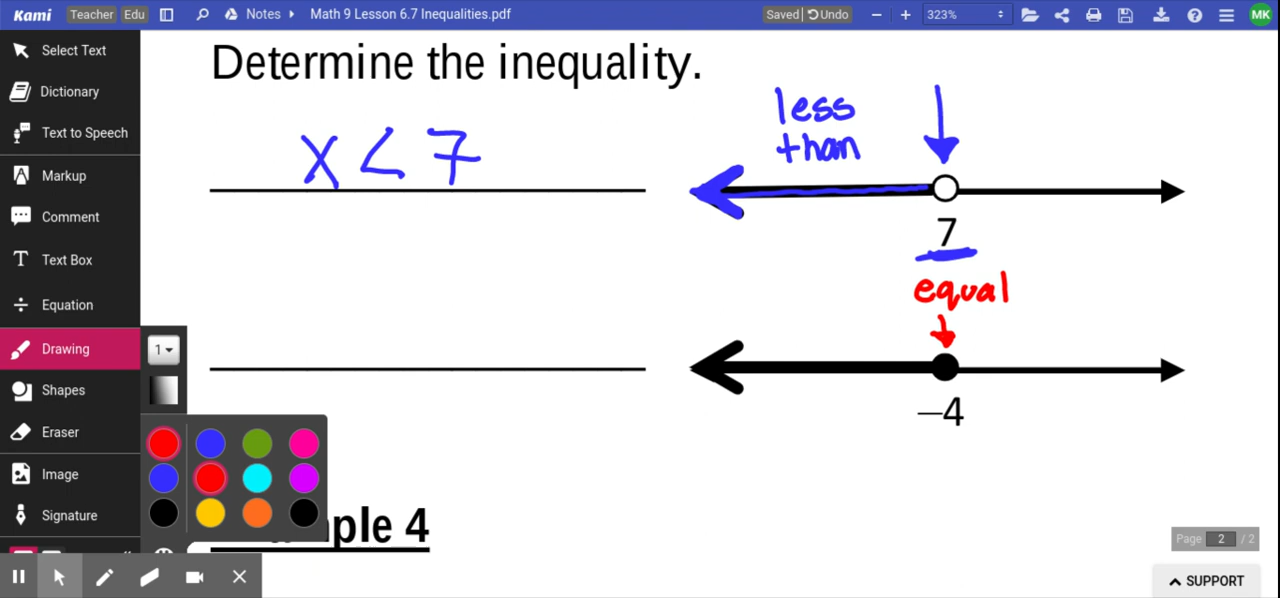 Kami Teacher Edu Notes Math 9 Lesson 6.7 Inequalities.pdf Saved Undo − + 323% MK
Select Text
Dictionary
Text to Speech
Markup
Comment
Text Box
Equation
Drawing
1
Shapes
Eraser
Image
Signature
Determine the inequality.
x < 7
less
than
7
equal
−4
ple 4
Page 2 / 2
SUPPORT